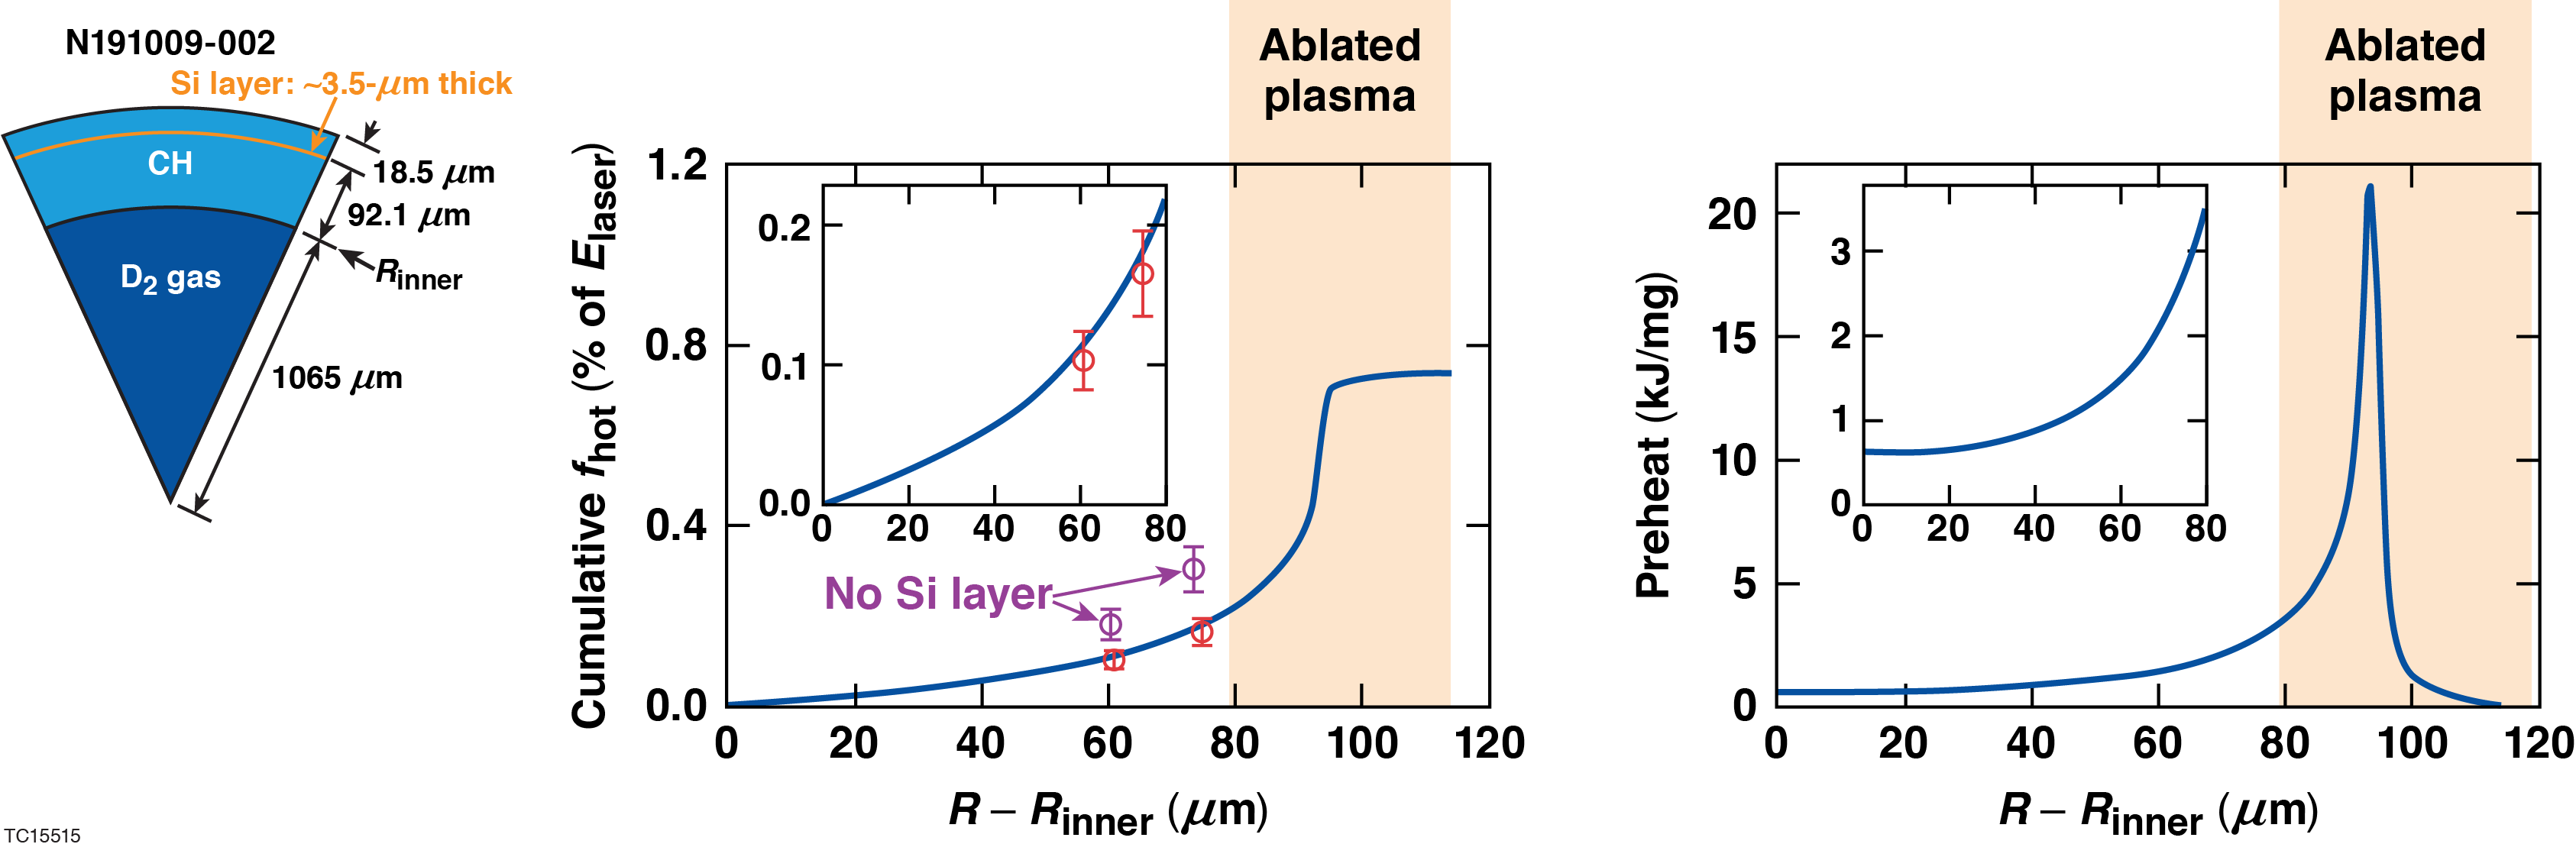 N191009-002
Si layer: ~3.5-μm thick
CH
18.5 μm
92.1 μm
D2 gas
Rinner
1065 μm
TC15515
Ablated
plasma
Cumulative fhot (% of Elaser)
1.2
0.8
0.4
0.0
0.2
0.1
0.0
0 20 40 60 80
No Si layer
0 20 40 60 80 100 120
R – Rinner (μm)
Ablated
plasma
Preheat (kJ/mg)
20
15
10
5
0
3
2
1
0
0 20 40 60 80
0 20 40 60 80 100 120
R – Rinner (μm)